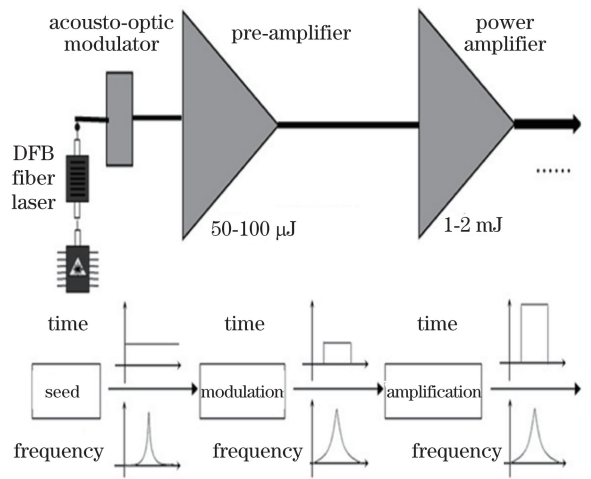 acousto-optic
modulator
pre-amplifier
power
amplifier
DFB
fiber
laser
50-100 μJ
1-2 mJ
......
time
time
time
seed
modulation
amplification
frequency
frequency
frequency